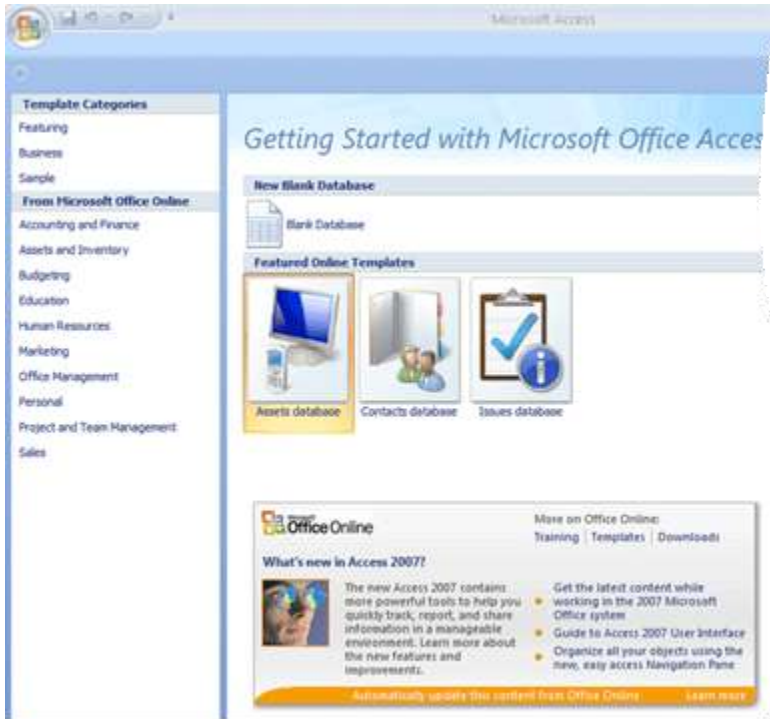 Microsoft Access
Template Categories
Featuring
Business
Sample
From Microsoft Office Online
Accounting and Finance
Assets and Inventory
Budgeting
Education
Human Resources
Marketing
Office Management
Personal
Project and Team Management
Sales
Getting Started with Microsoft Office Acces
New Blank Database
Blank Database
Featured Online Templates
Assets database
Contacts database
Issues database
Microsoft
Office Online
More on Office Online:
Training | Templates | Downloads
What's new in Access 2007?
The new Access 2007 contains
more powerful tools to help you
quickly track, report, and share
information in a manageable
environment. Learn more about
the new features and
improvements.
Get the latest content while
working in the 2007 Microsoft
Office system
Guide to Access 2007 User Interface
Organize all your objects using the
new, easy access Navigation Pane
Automatically update this content from Office Online
Learn more